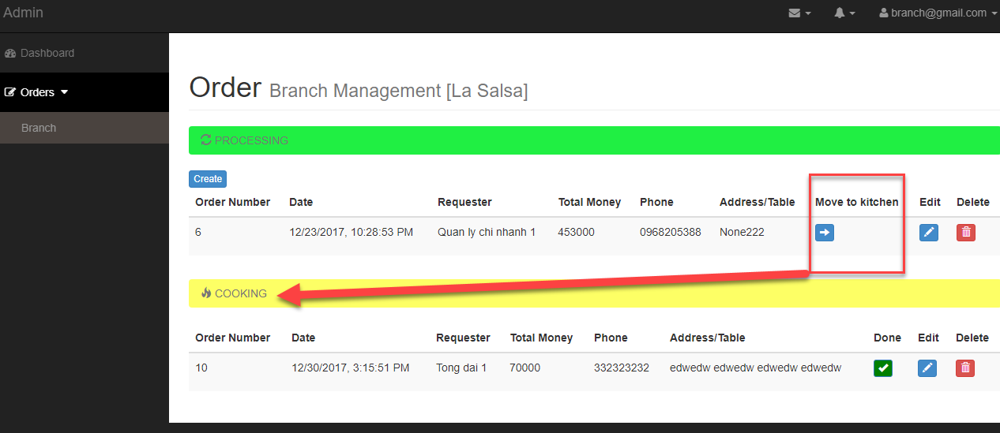 Admin
branch@gmail.com
Dashboard
Orders
Branch
Order Branch Management [La Salsa]
PROCESSING
Create
Order Number Date Requester Total Money Phone Address/Table Move to kitchen Edit Delete
6 12/23/2017, 10:28:53 PM Quan ly chi nhanh 1 453000 0968205388 None222
COOKING
Order Number Date Requester Total Money Phone Address/Table Done Edit Delete
10 12/30/2017, 3:15:51 PM Tong dai 1 70000 332323232 edwedw edwedw edwedw edwedw